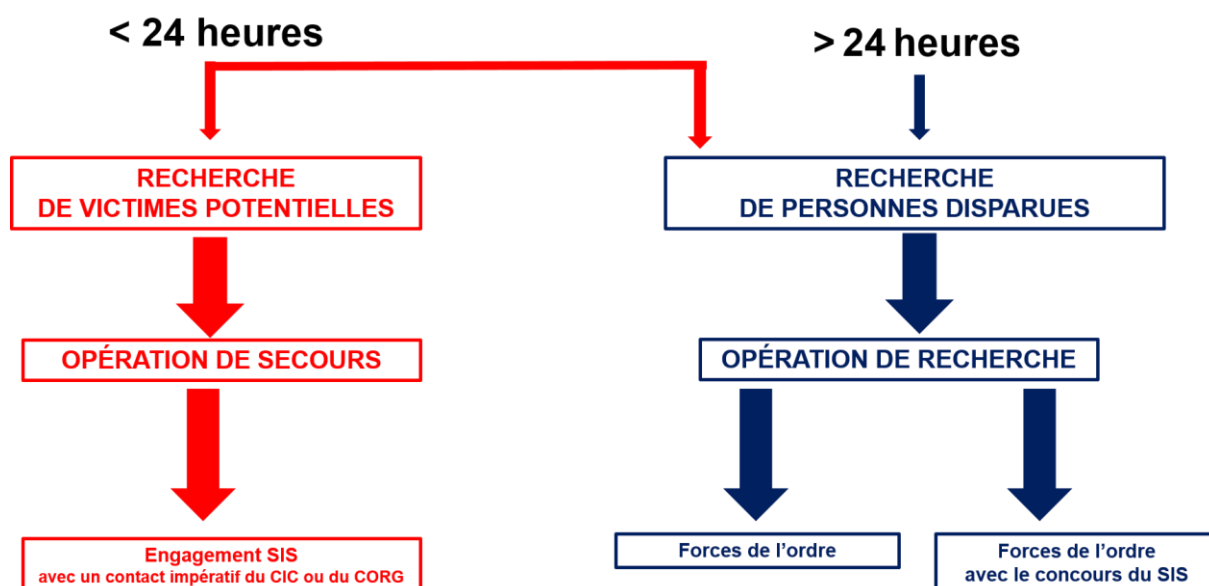 < 24 heures
> 24 heures
RECHERCHE
DE VICTIMES POTENTIELLES
RECHERCHE
DE PERSONNES DISPARUES
OPÉRATION DE SECOURS
OPÉRATION DE RECHERCHE
Engagement SIS
avec un contact impératif du CIC ou du CORG
Forces de l’ordre
Forces de l’ordre
avec le concours du SIS